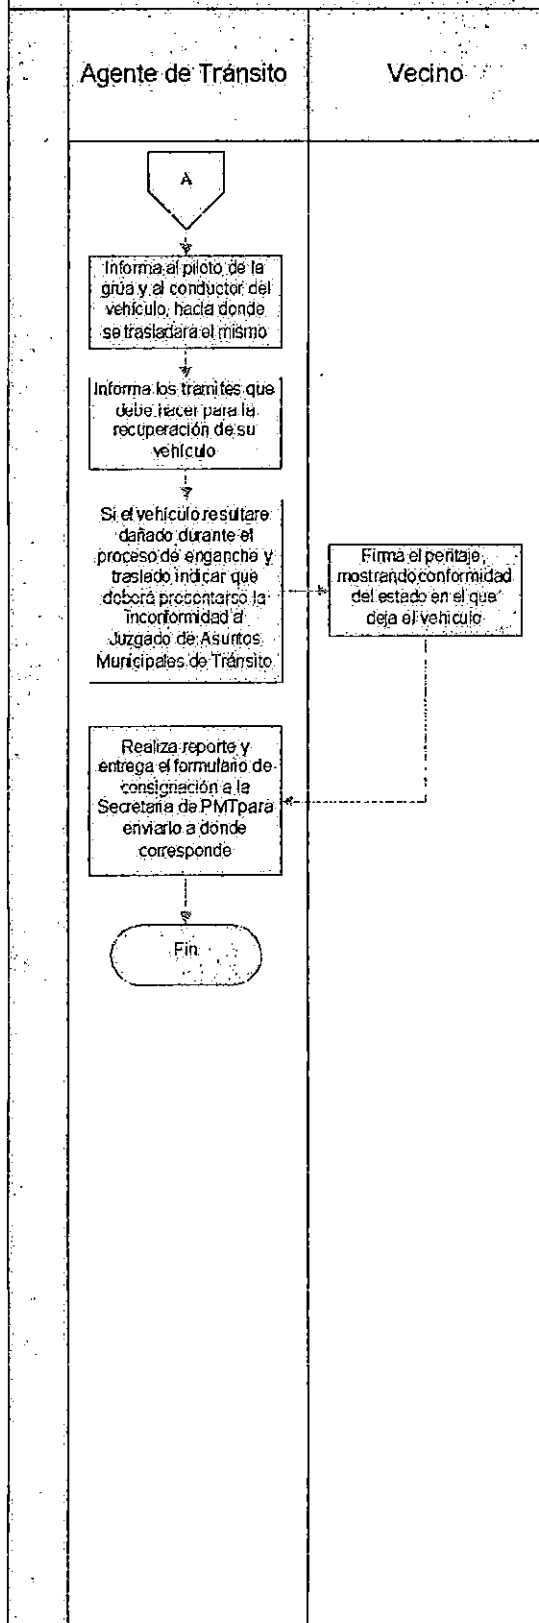 Agente de Tránsito
Vecino
A
Informa al piloto de la
grúa y al conductor del
vehículo, hacia donde
se trasladara el mismo
Informa los tramites que
debe hacer para la
recuperación de su
vehículo
Si el vehículo resultare
dañado durante el
proceso de enganche y
traslado indicar que
deberá presentarse la
inconformidad a
Juzgado de Asuntos
Municipales de Tránsito
Firma el peritaje,
mostrando conformidad
del estado en el que
deja el vehículo
Realiza reporte y
entrega el formulario de
consignación a la
Secretaria de PMTpara
enviarlo a donde
corresponde
Fin